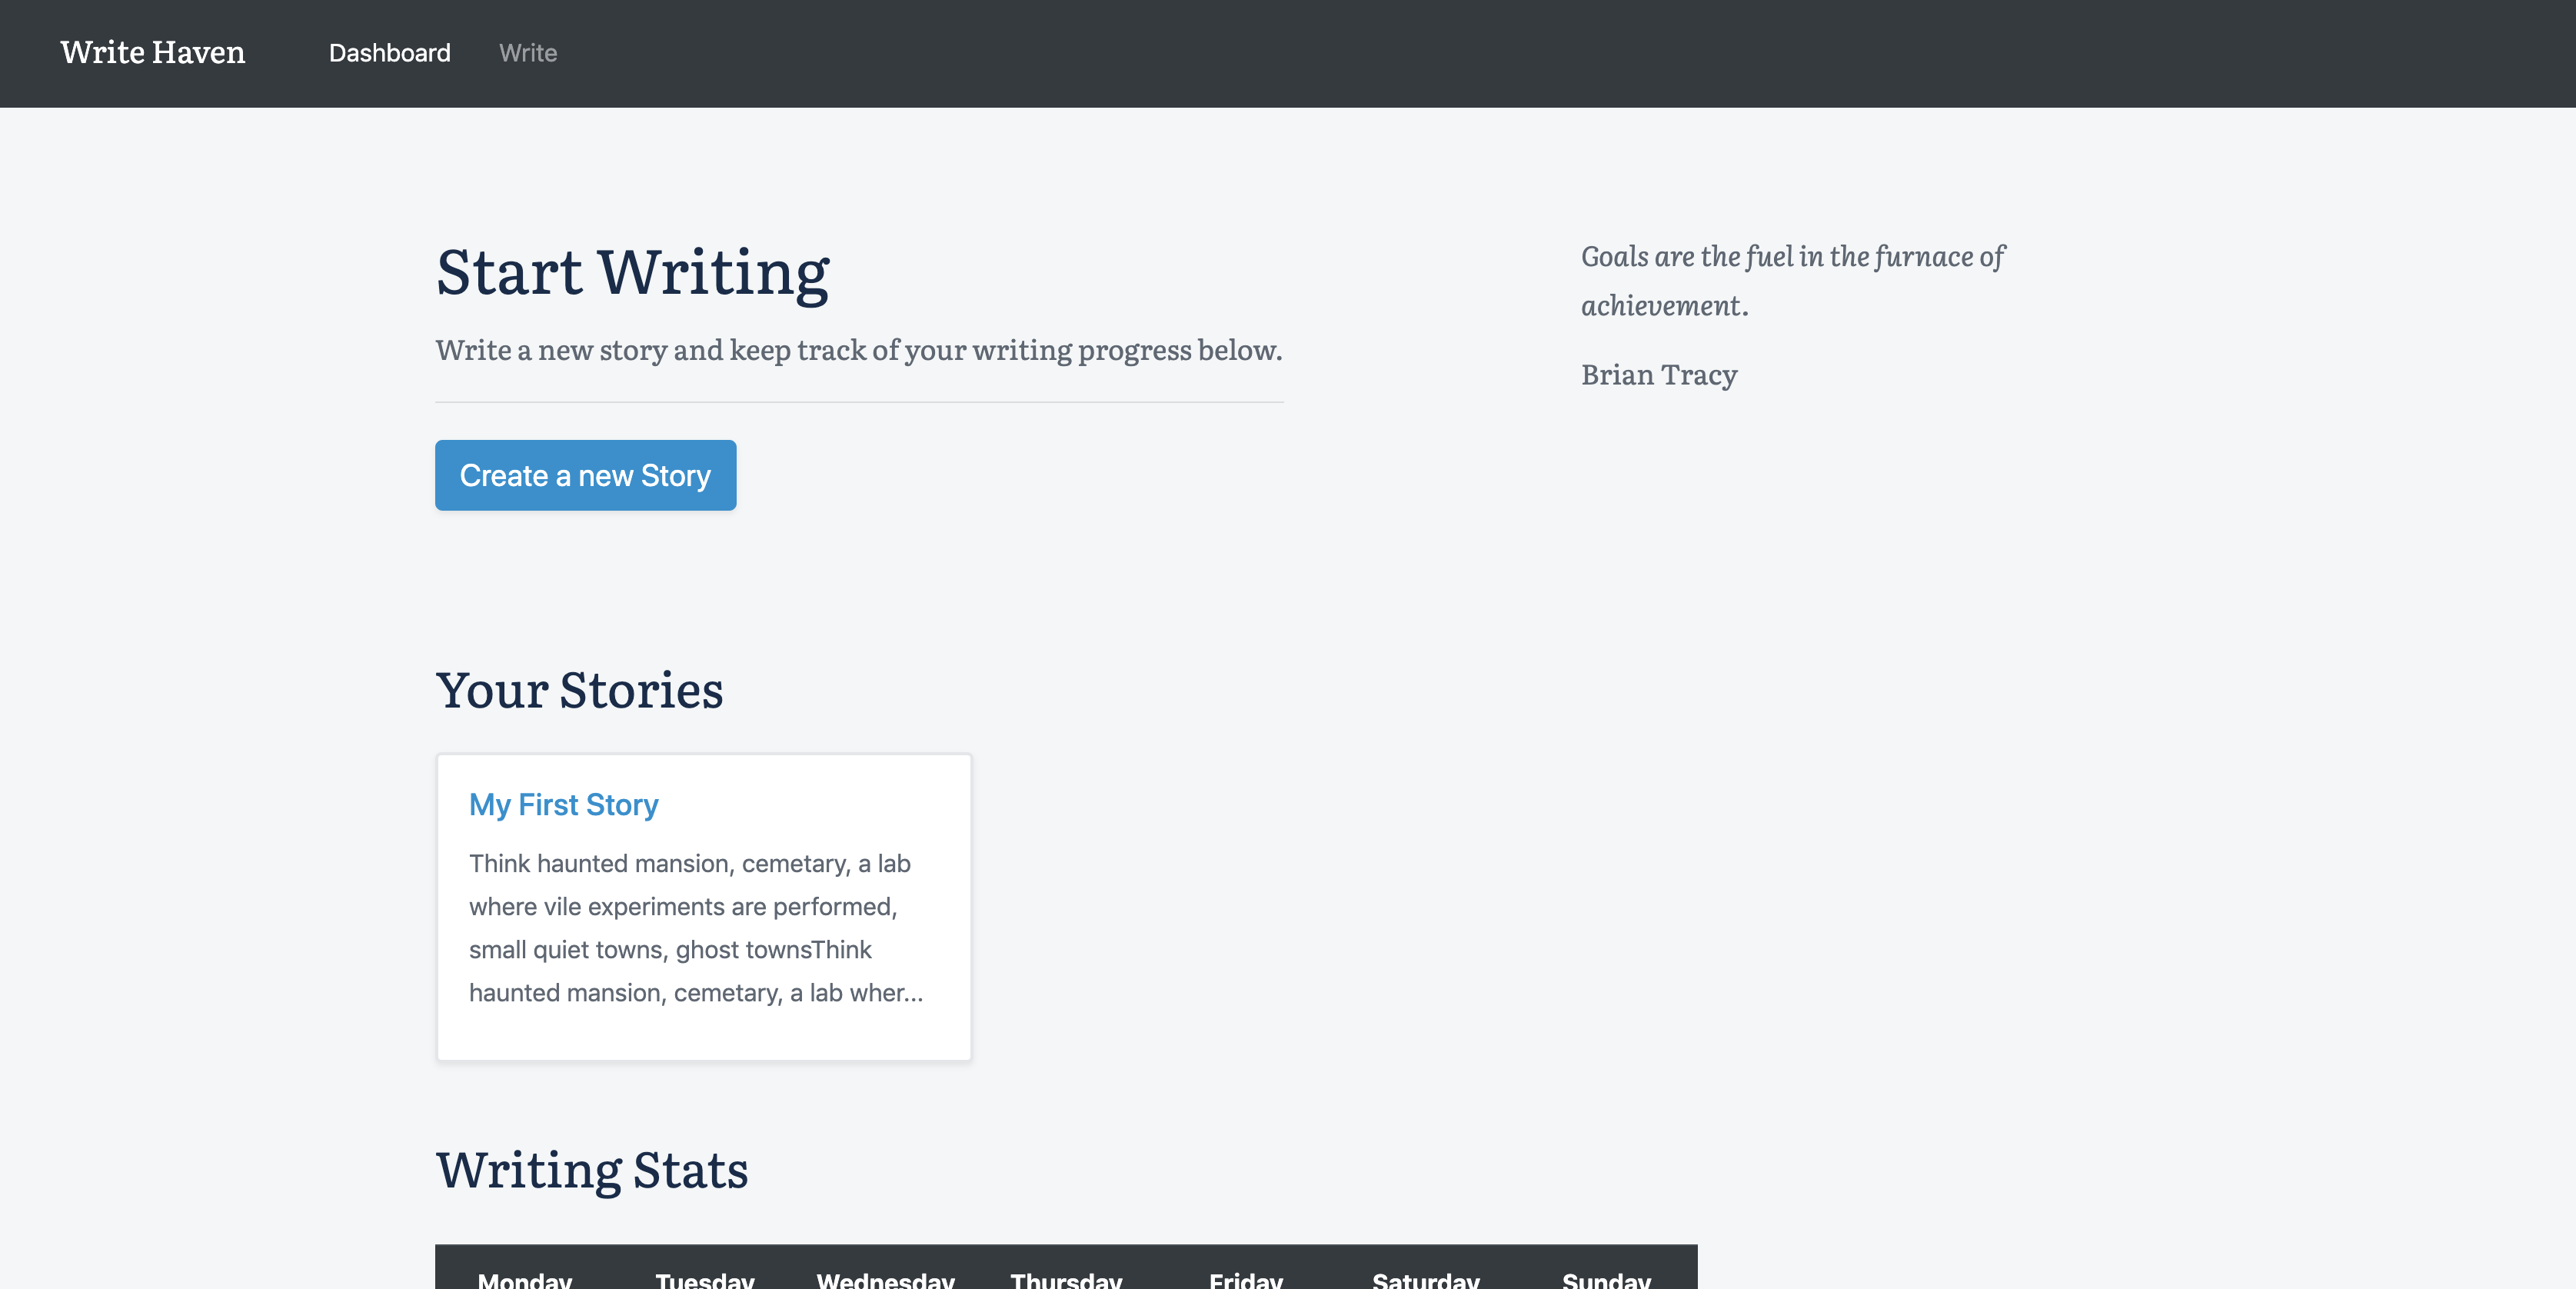 Write Haven
Dashboard
Write
Start Writing
Write a new story and keep track of your writing progress below.
Create a new Story
Goals are the fuel in the furnace of
achievement.
Brian Tracy
Your Stories
My First Story
Think haunted mansion, cemetary, a lab
where vile experiments are performed,
small quiet towns, ghost townsThink
haunted mansion, cemetary, a lab wher...
Writing Stats
Monday Tuesday Wednesday Thursday Friday Saturday Sunday